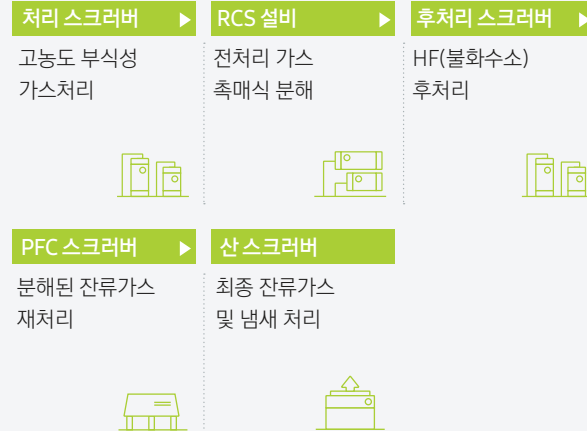 처리 스크러버
고농도 부식성
가스처리
RCS 설비
전처리 가스
촉매식 분해
후처리 스크러버
HF(불화수소)
후처리
PFC 스크러버
분해된 잔류가스
재처리
산 스크러버
최종 잔류가스
및 냄새 처리